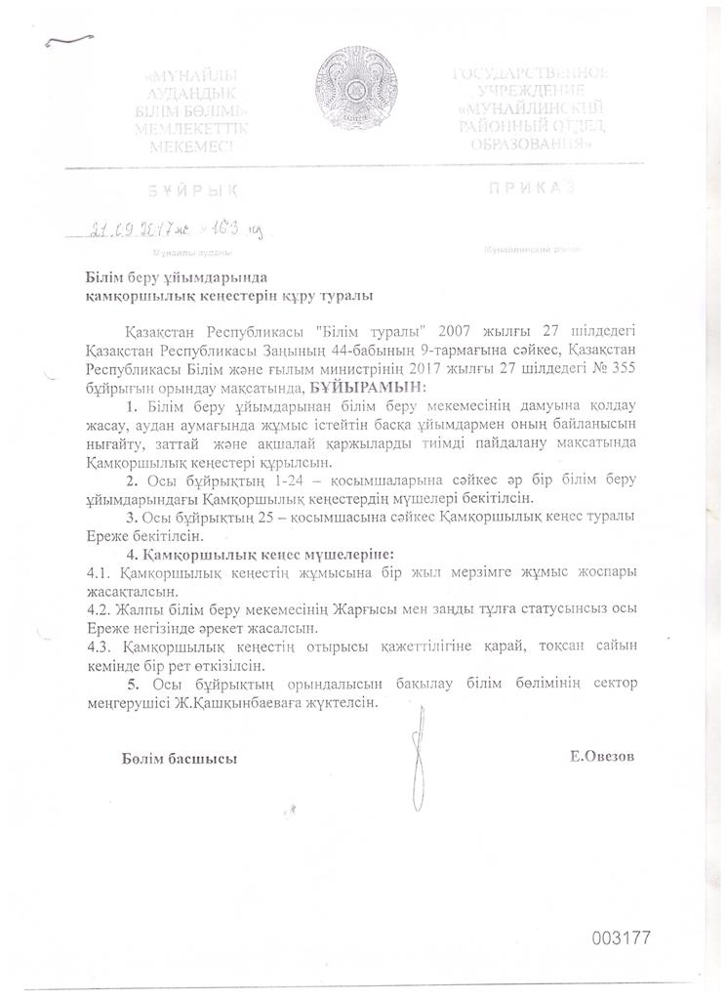 «МҰНАЙЛЫ
АУДАНДЫҚ
БІЛІМ БӨЛІМІ»
МЕМЛЕКЕТТІК
МЕКЕМЕСІ
ГОСУДАРСТВЕННОЕ
УЧРЕЖДЕНИЕ
«МУНАЙЛИНСКИЙ
РАЙОННЫЙ ОТДЕЛ
ОБРАЗОВАНИЯ»
БҰЙРЫҚ
ПРИКАЗ
21.09.2017ж. № 163
Мұнайлы ауданы
Мунайлинский район
Білім беру ұйымдарында
қамқоршылық кеңестерін құру туралы
Қазақстан Республикасы "Білім туралы" 2007 жылғы 27 шілдедегі
Қазақстан Республикасы Заңының 44-бабының 9-тармағына сәйкес, Қазақстан
Республикасы Білім және ғылым министрінің 2017 жылғы 27 шілдедегі № 355
бұйрығын орындау мақсатында, БҰЙЫРАМЫН:
1. Білім беру ұйымдарынан білім беру мекемесінің дамуына қолдау
жасау, аудан аумағында жұмыс істейтін басқа ұйымдармен оның байланысын
нығайту, заттай және ақшалай қаржыларды тиімді пайдалану мақсатында
Қамқоршылық кеңестері құрылсын.
2. Осы бұйрықтың 1-24 – қосымшаларына сәйкес әр бір білім беру
ұйымдарындағы Қамқоршылық кеңестердің мүшелері бекітілсін.
3. Осы бұйрықтың 25 – қосымшасына сәйкес Қамқоршылық кеңес туралы
Ереже бекітілсін.
4. Қамқоршылық кеңес мүшелеріне:
4.1. Қамқоршылық кеңестің жұмысына бір жыл мерзімге жұмыс жоспары
жасақталсын.
4.2. Жалпы білім беру мекемесінің Жарғысы мен заңды тұлға статусынсыз осы
Ереже негізінде әрекет жасалсын.
4.3. Қамқоршылық кеңестің отырысы қажеттілігіне қарай, тоқсан сайын
кемінде бір рет өткізілсін.
5. Осы бұйрықтың орындалысын бақылау білім бөлімінің сектор
меңгерушісі Ж.Қашқынбаеваға жүктелсін.
Бөлім басшысы
Е.Овезов
003177